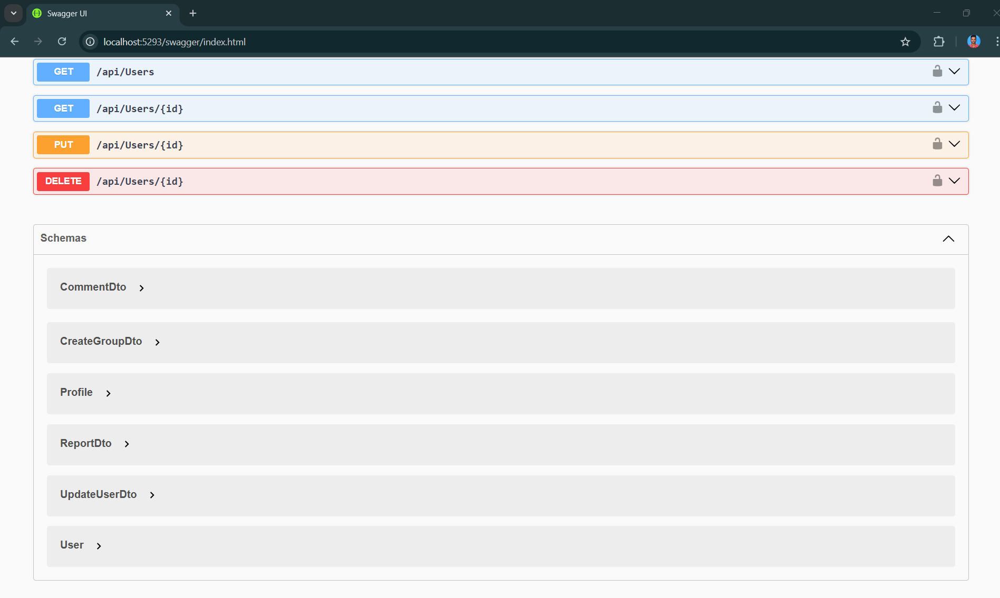 Swagger UI
localhost:5293/swagger/index.html
GET /api/Users
GET /api/Users/{id}
PUT /api/Users/{id}
DELETE /api/Users/{id}
Schemas
CommentDto
CreateGroupDto
Profile
ReportDto
UpdateUserDto
User